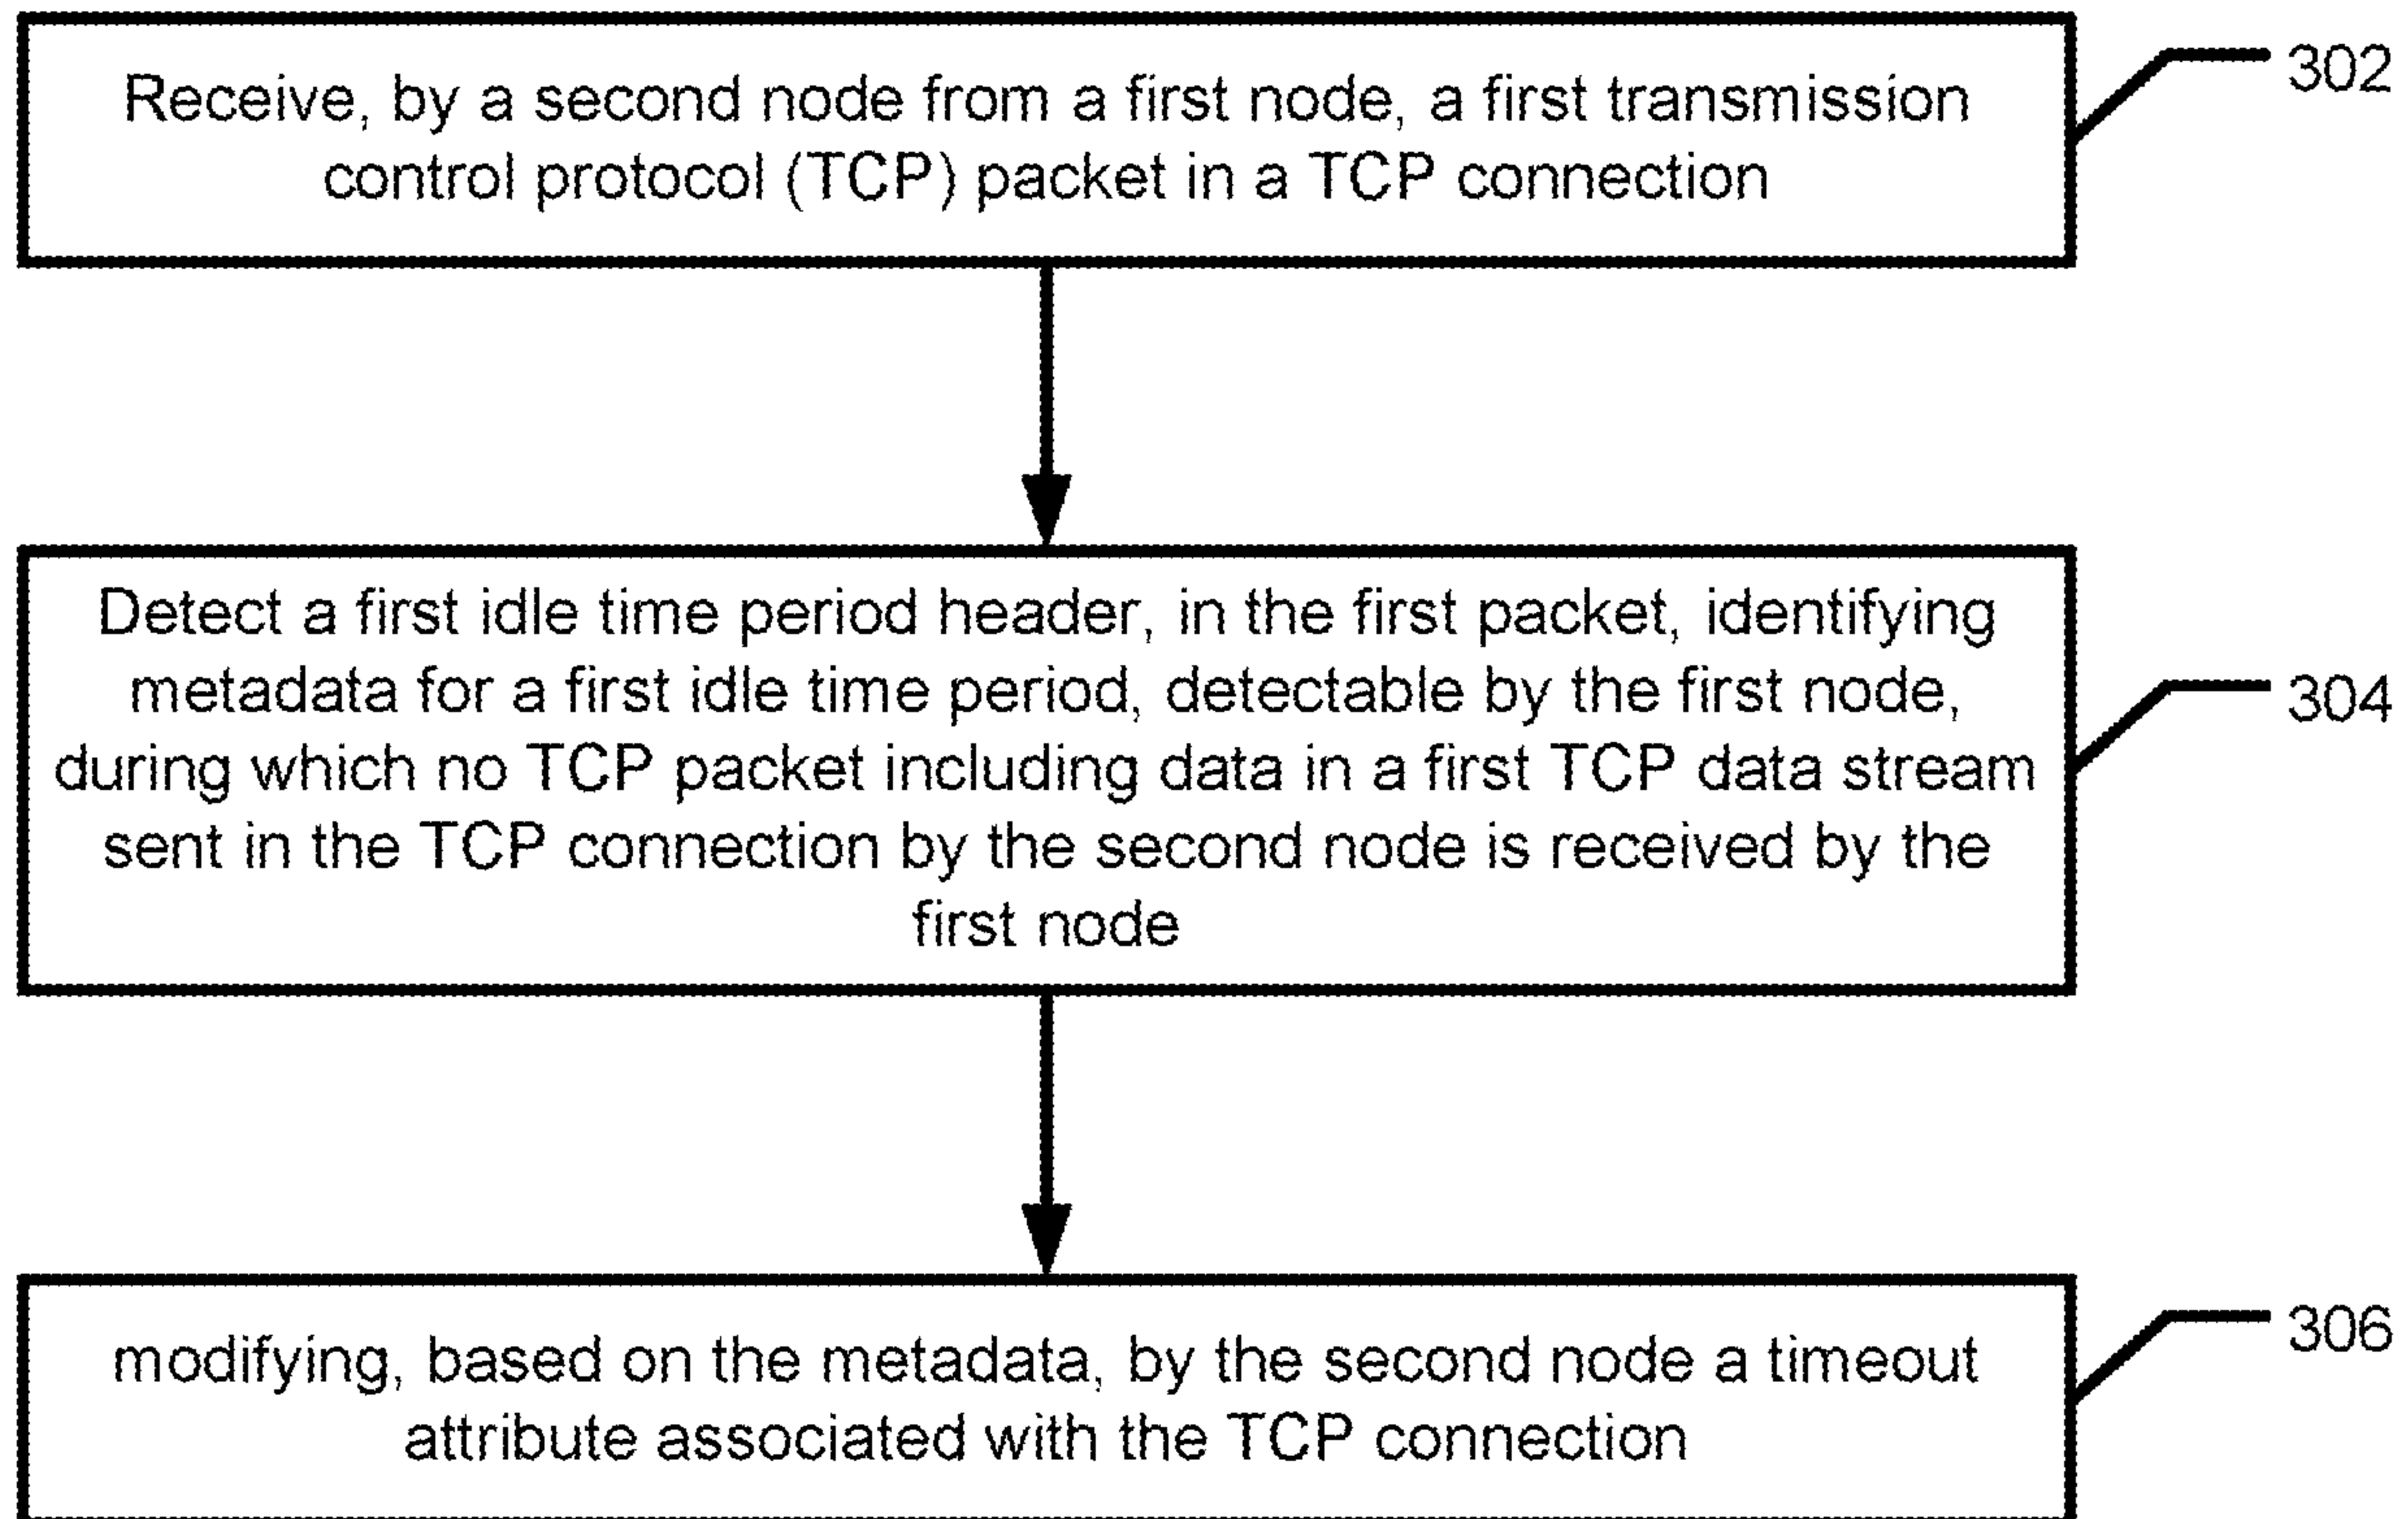 Receive, by a second node from a first node, a first transmission
control protocol (TCP) packet in a TCP connection
302
Detect a first idle time period header, in the first packet, identifying
metadata for a first idle time period, detectable by the first node,
during which no TCP packet including data in a first TCP data stream
sent in the TCP connection by the second node is received by the
first node
304
modifying, based on the metadata, by the second node a timeout
attribute associated with the TCP connection
306